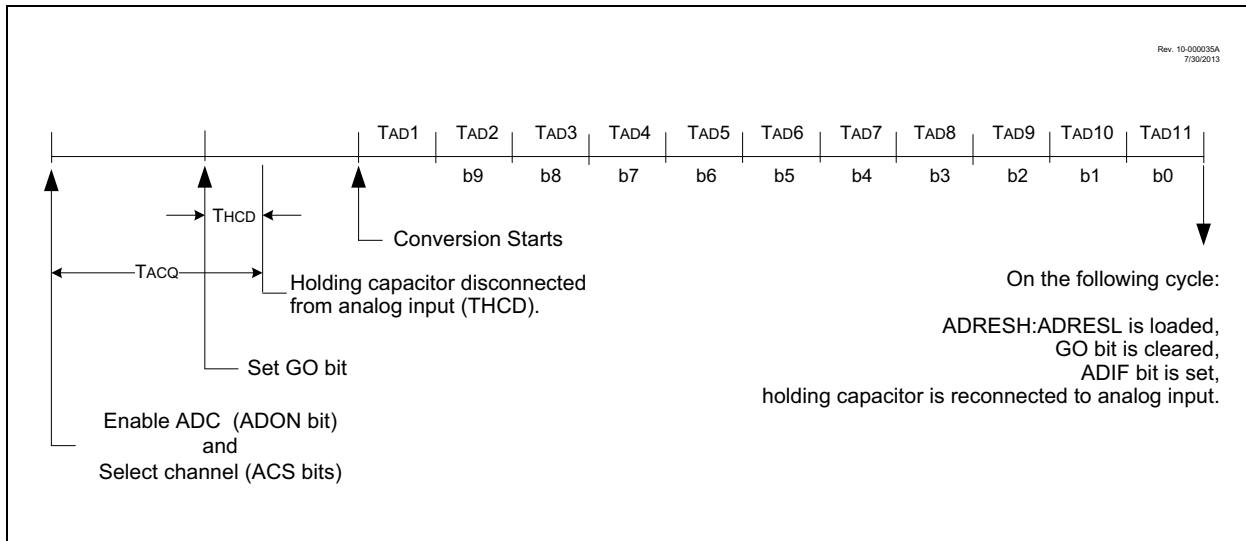 Rev. 10-000035A
7/30/2013
TAD1 TAD2 TAD3 TAD4 TAD5 TAD6 TAD7 TAD8 TAD9 TAD10 TAD11
b9 b8 b7 b6 b5 b4 b3 b2 b1 b0
THCD
Conversion Starts
TACQ
Holding capacitor disconnected
from analog input (THCD).
Set GO bit
Enable ADC (ADON bit)
and
Select channel (ACS bits)
On the following cycle:
ADRESH:ADRESL is loaded,
GO bit is cleared,
ADIF bit is set,
holding capacitor is reconnected to analog input.